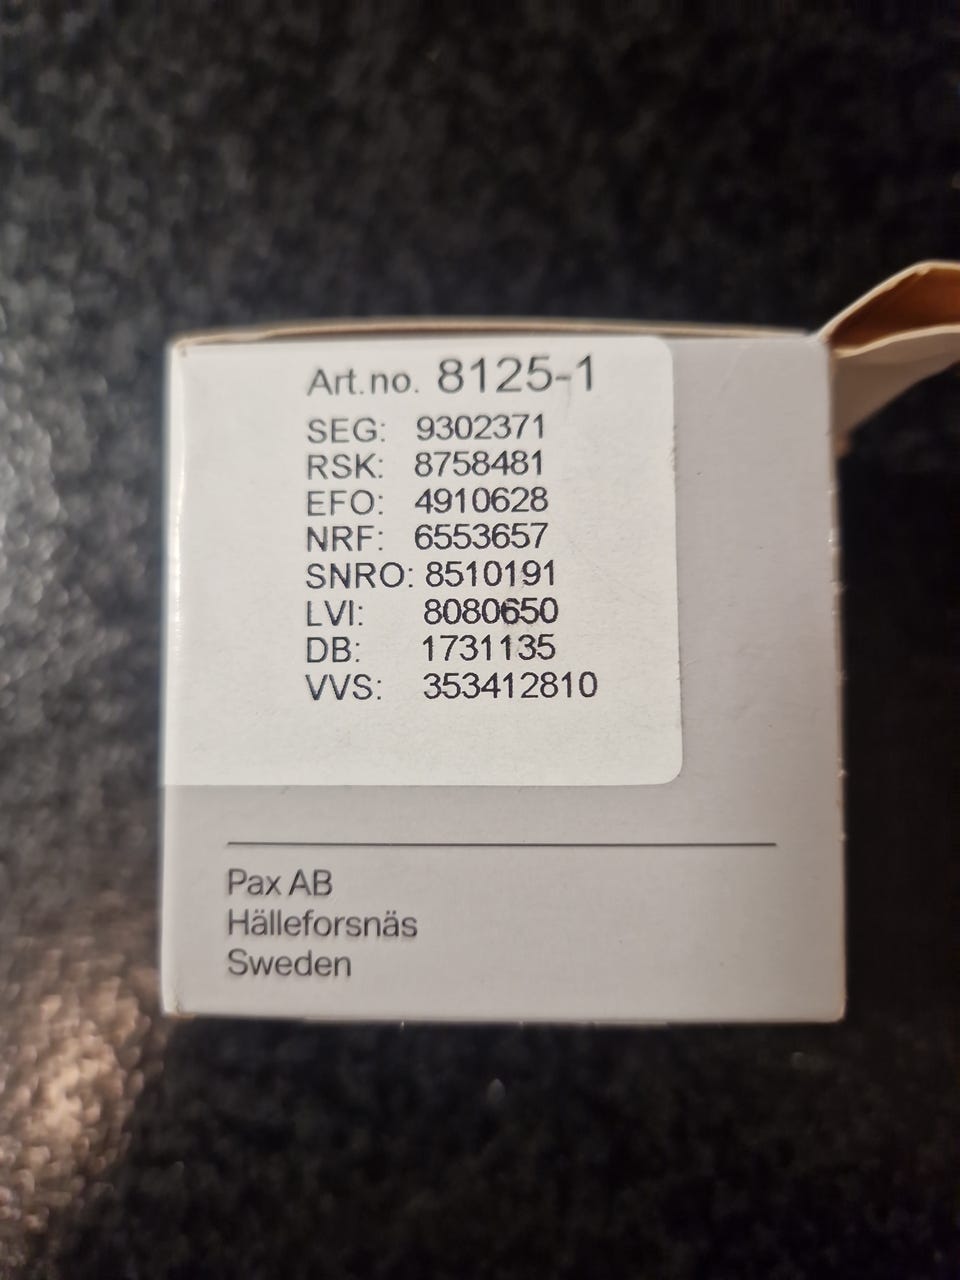 Art.no. 8125-1
SEG: 9302371
RSK: 8758481
EFO: 4910628
NRF: 6553657
SNRO: 8510191
LVI: 8080650
DB: 1731135
VVS: 353412810
Pax AB
Hälleforsnäs
Sweden